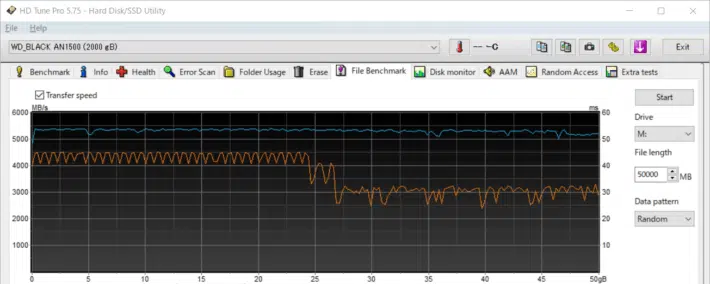 HD Tune Pro 5.75 - Hard Disk/SSD Utility
File Help
WD_BLACK AN1500 (2000 gB)
-- ¬C
Exit
Benchmark Info Health Error Scan Folder Usage Erase File Benchmark Disk monitor AAM Random Access Extra tests
Transfer speed
Start
MB/s ms
6000 60
Drive
5000 50
M:
4000 40
File length
3000 30
50000 MB
2000 20
Data pattern
Random
1000 10
0 5 10 15 20 25 30 35 40 45 50gB